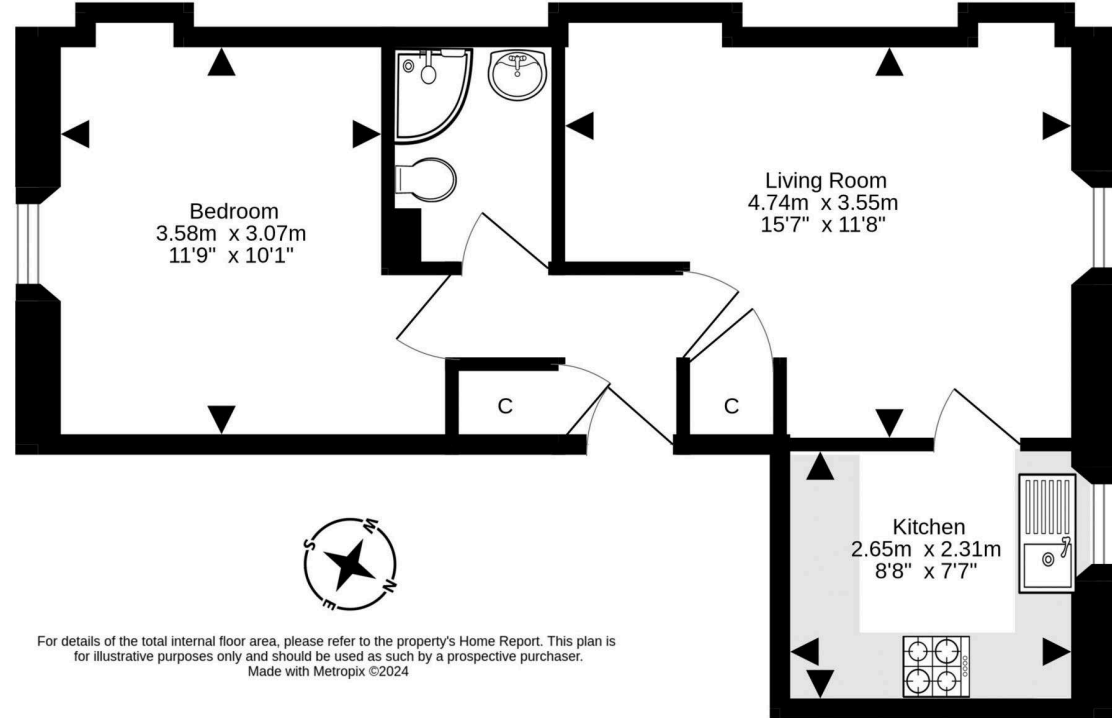 Bedroom
3.58m x 3.07m
11'9" x 10'1"
Living Room
4.74m x 3.55m
15'7" x 11'8"
C
C
Kitchen
2.65m x 2.31m
8'8" x 7'7"
W
S
N
E
For details of the total internal floor area, please refer to the property's Home Report. This plan is
for illustrative purposes only and should be used as such by a prospective purchaser.
Made with Metropix ©2024